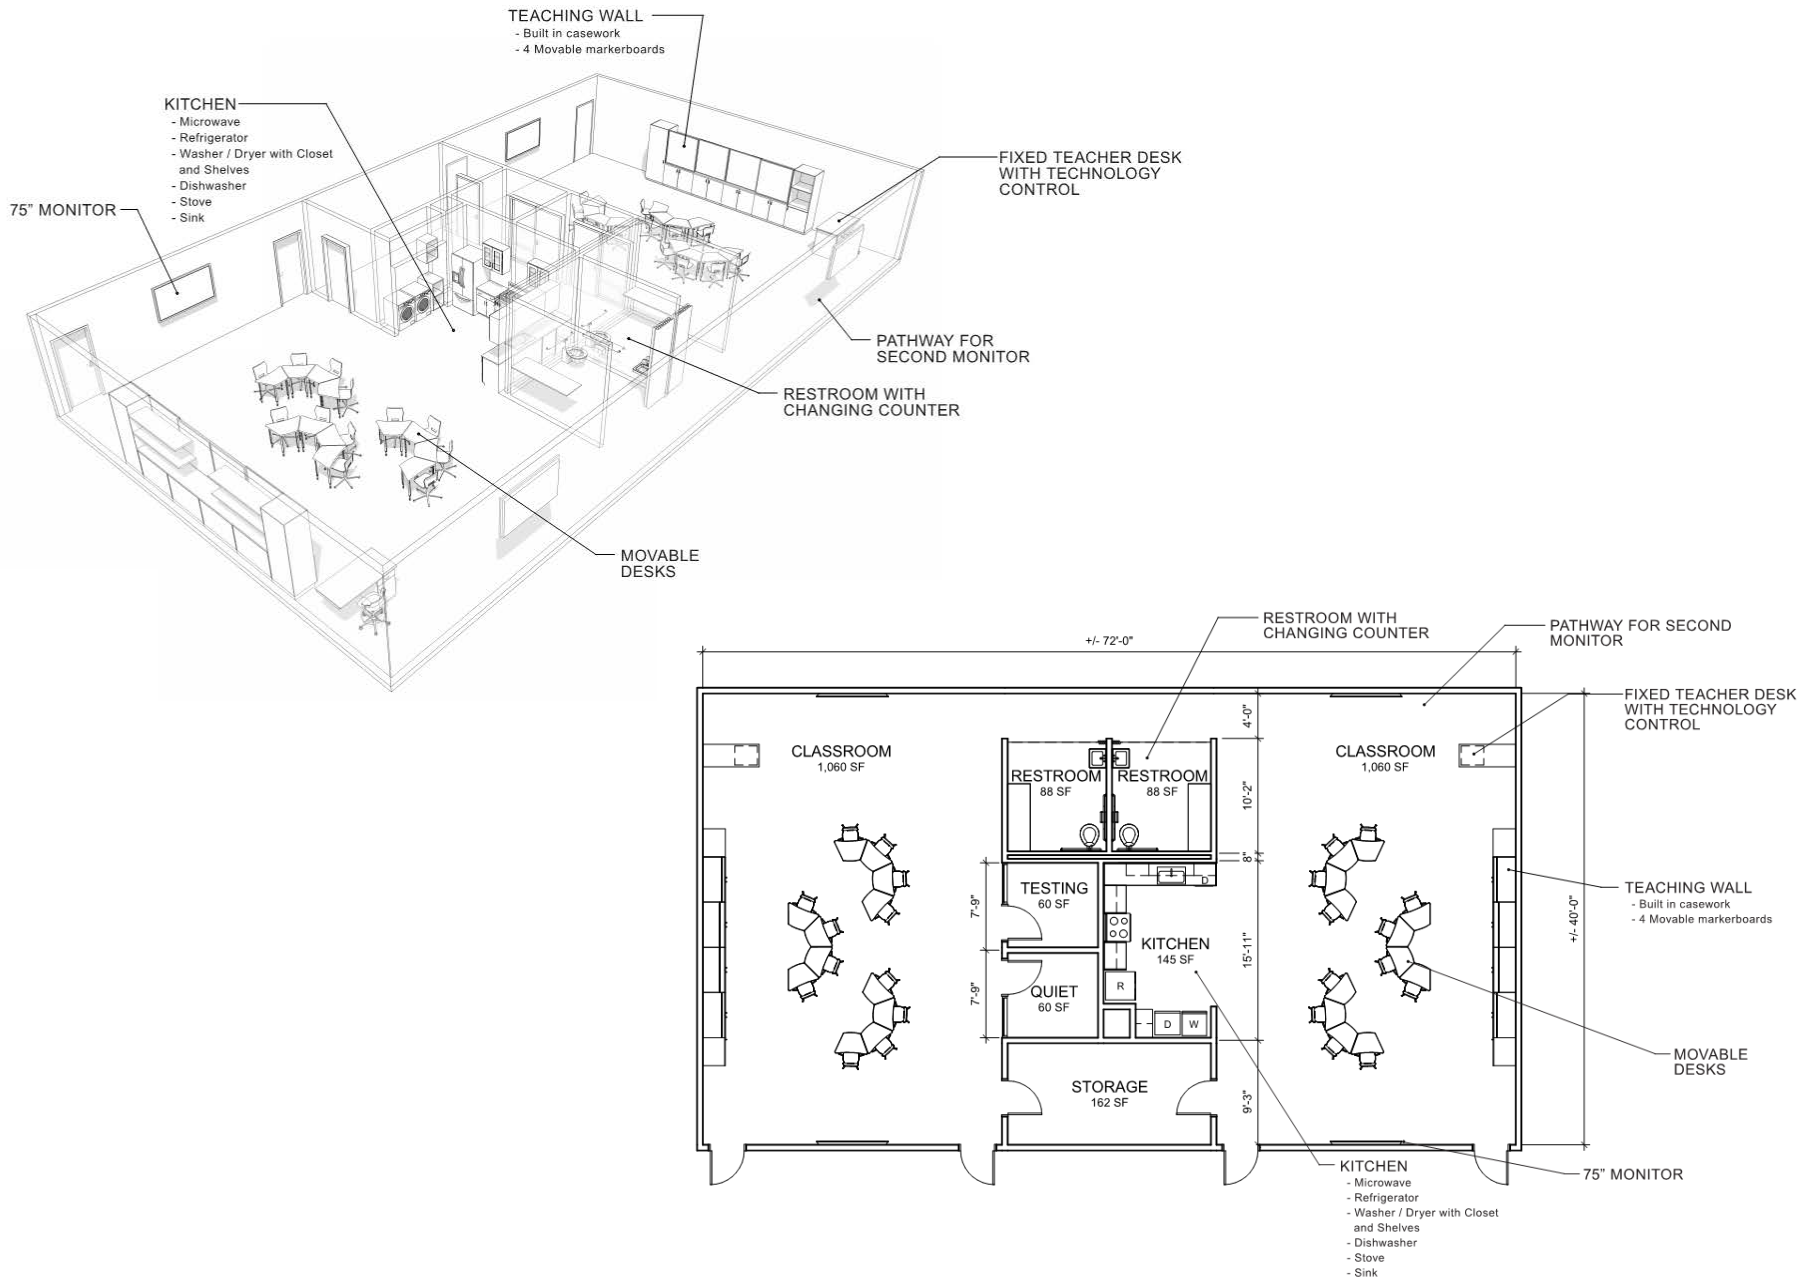 TEACHING WALL
- Built in casework
- 4 Movable markerboards
KITCHEN
- Microwave
- Refrigerator
- Washer / Dryer with Closet
and Shelves
- Dishwasher
- Stove
- Sink
75” MONITOR
FIXED TEACHER DESK
WITH TECHNOLOGY
CONTROL
PATHWAY FOR
SECOND MONITOR
RESTROOM WITH
CHANGING COUNTER
MOVABLE
DESKS
RESTROOM WITH
CHANGING COUNTER
PATHWAY FOR SECOND
MONITOR
+/- 72'-0"
FIXED TEACHER DESK
WITH TECHNOLOGY
CONTROL
4'-0"
CLASSROOM
1,060 SF
CLASSROOM
1,060 SF
RESTROOM
88 SF
RESTROOM
88 SF
10'-2"
8"
D
TESTING
60 SF
7'-9"
TEACHING WALL
- Built in casework
- 4 Movable markerboards
+/- 40'-0"
KITCHEN
145 SF
15'-11"
R
QUIET
60 SF
7'-9"
D
W
MOVABLE
DESKS
STORAGE
162 SF
9'-3"
75” MONITOR
KITCHEN
- Microwave
- Refrigerator
- Washer / Dryer with Closet
and Shelves
- Dishwasher
- Stove
- Sink